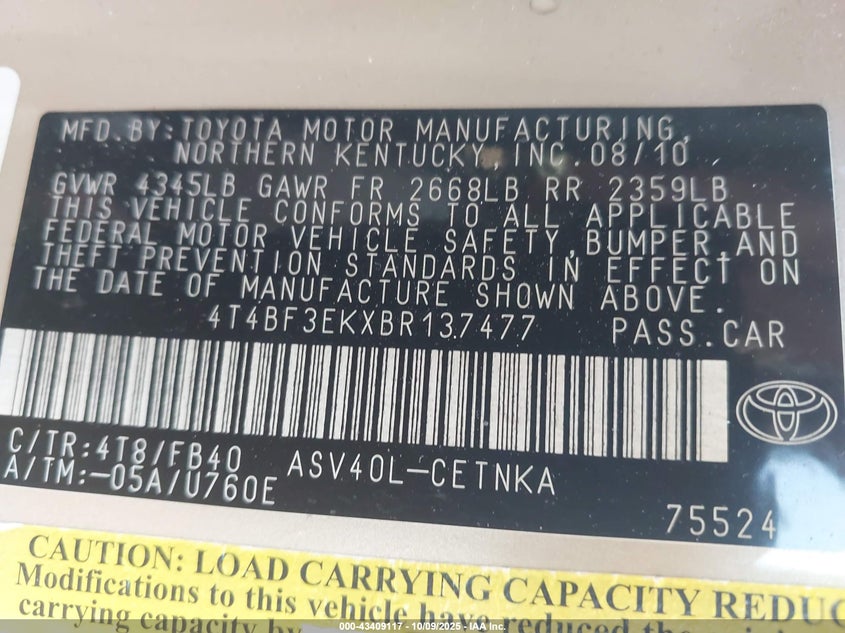 MFD.BY:TOYOTA MOTOR MANUFACTURING,
NORTHERN KENTUCKY,INC.08/10
GVWR 4345LB GAWR FR 2668LB RR 2359LB
THIS VEHICLE CONFORMS TO ALL APPLICABLE
FEDERAL MOTOR VEHICLE SAFETY,BUMPER,AND
THEFT PREVENTION STANDARDS IN EFFECT ON
THE DATE OF MANUFACTURE SHOWN ABOVE.
4T4BF3EKXBR137477 PASS.CAR
C/TR:4T8/FB40 ASV40L-CETNKA
A/TM:-05A/U760E
75524
CAUTION: LOAD CARRYING CAPACITY REDUC
Modifications to this vehicle have
carrying capacity by
000-43409117 - 10/09/2025 - IAA Inc.